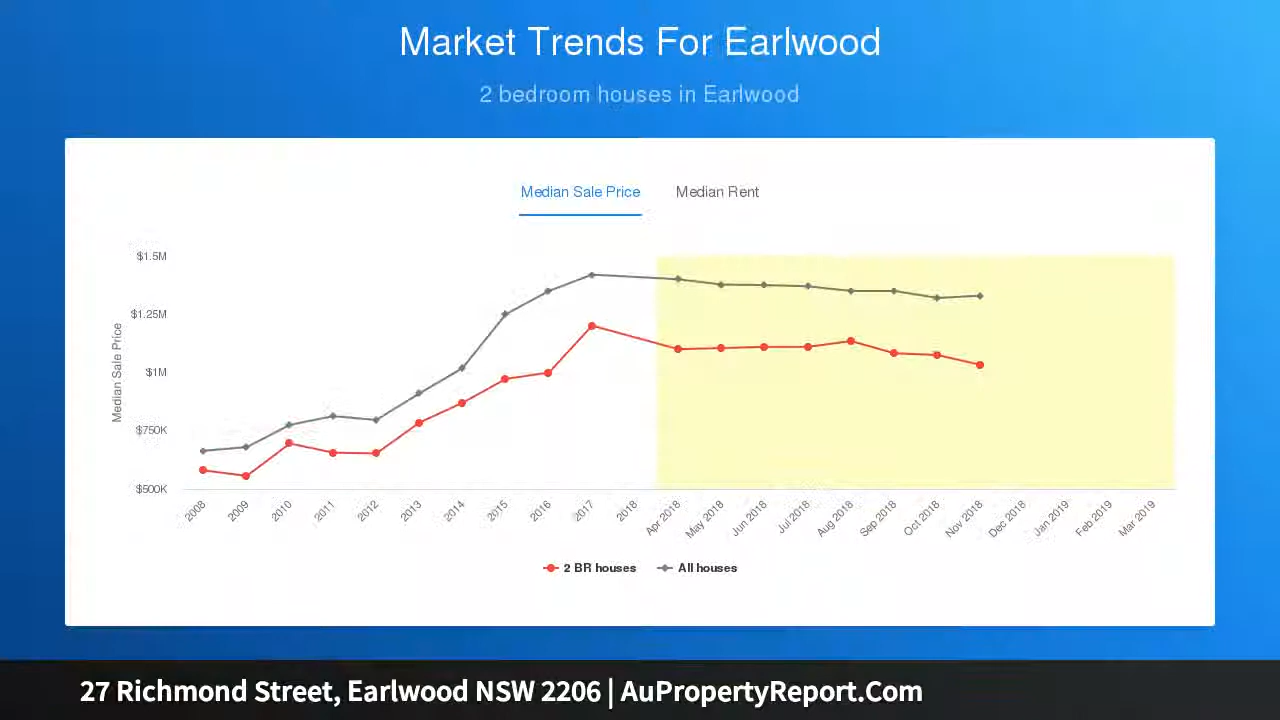 Market Trends For Earlwood
2 bedroom houses in Earlwood
Median Sale Price Median Rent
$1.5M
$1.25M
$1M
$750K
$500K
Median Sale Price
2008 2009 2010 2011 2012 2013 2014 2015 2016 2017 2018 Apr 2018 May 2018 Jun 2018 Jul 2018 Aug 2018 Sep 2018 Oct 2018 Nov 2018 Dec 2018 Jan 2019 Feb 2019 Mar 2019
2 BR houses All houses
27 Richmond Street, Earlwood NSW 2206 | AuPropertyReport.Com